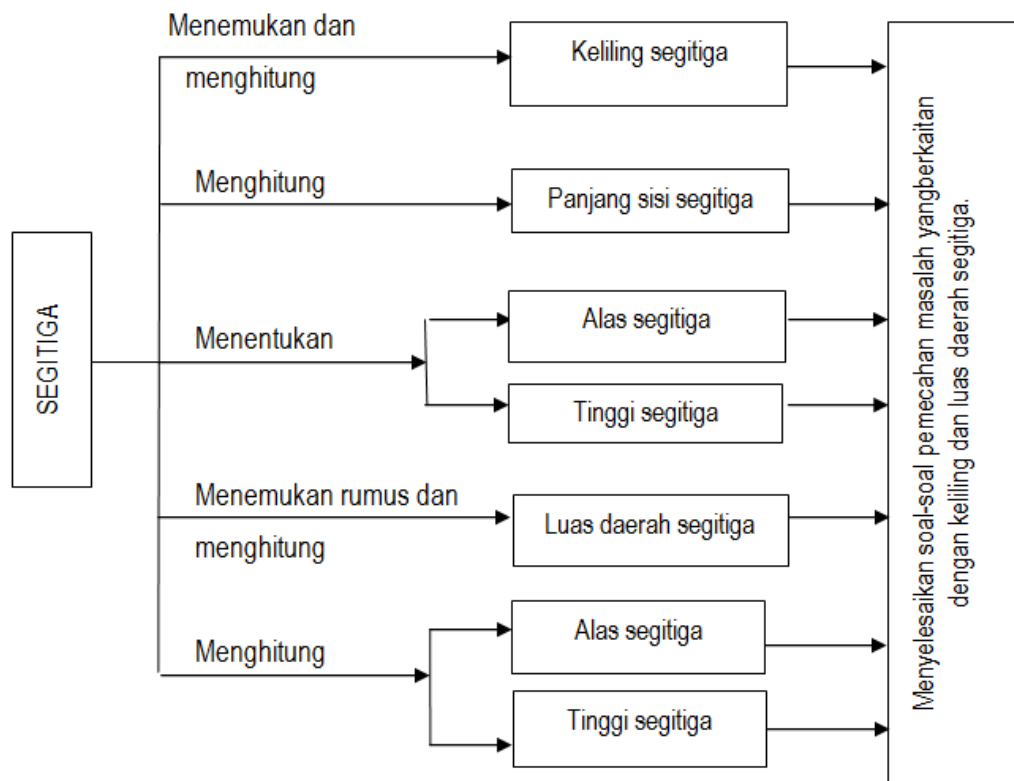 SEGITIGA
Menemukan dan
menghitung
Keliling segitiga
Menghitung
Panjang sisi segitiga
Menentukan
Alas segitiga
Tinggi segitiga
Menemukan rumus dan
menghitung
Luas daerah segitiga
Menghitung
Alas segitiga
Tinggi segitiga
Menyelesaikan soal-soal pemecahan masalah yangberkaitan
dengan keliling dan luas daerah segitiga.